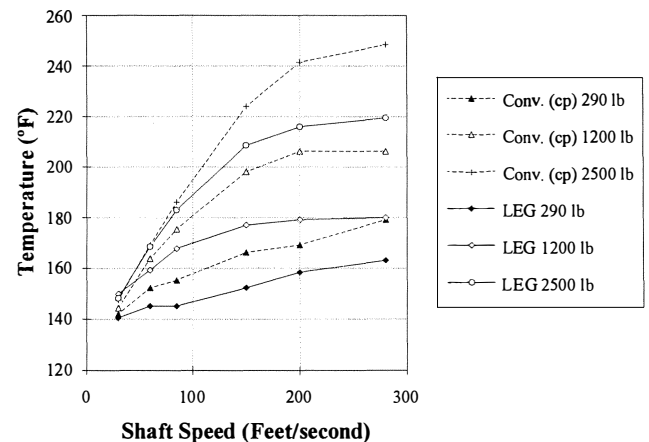 260
240
220
200
180
160
140
120
Temperature (°F)
0
100
200
300
Shaft Speed (Feet/second)
Conv. (cp) 290 lb
Conv. (cp) 1200 lb
Conv. (cp) 2500 lb
LEG 290 lb
LEG 1200 lb
LEG 2500 lb